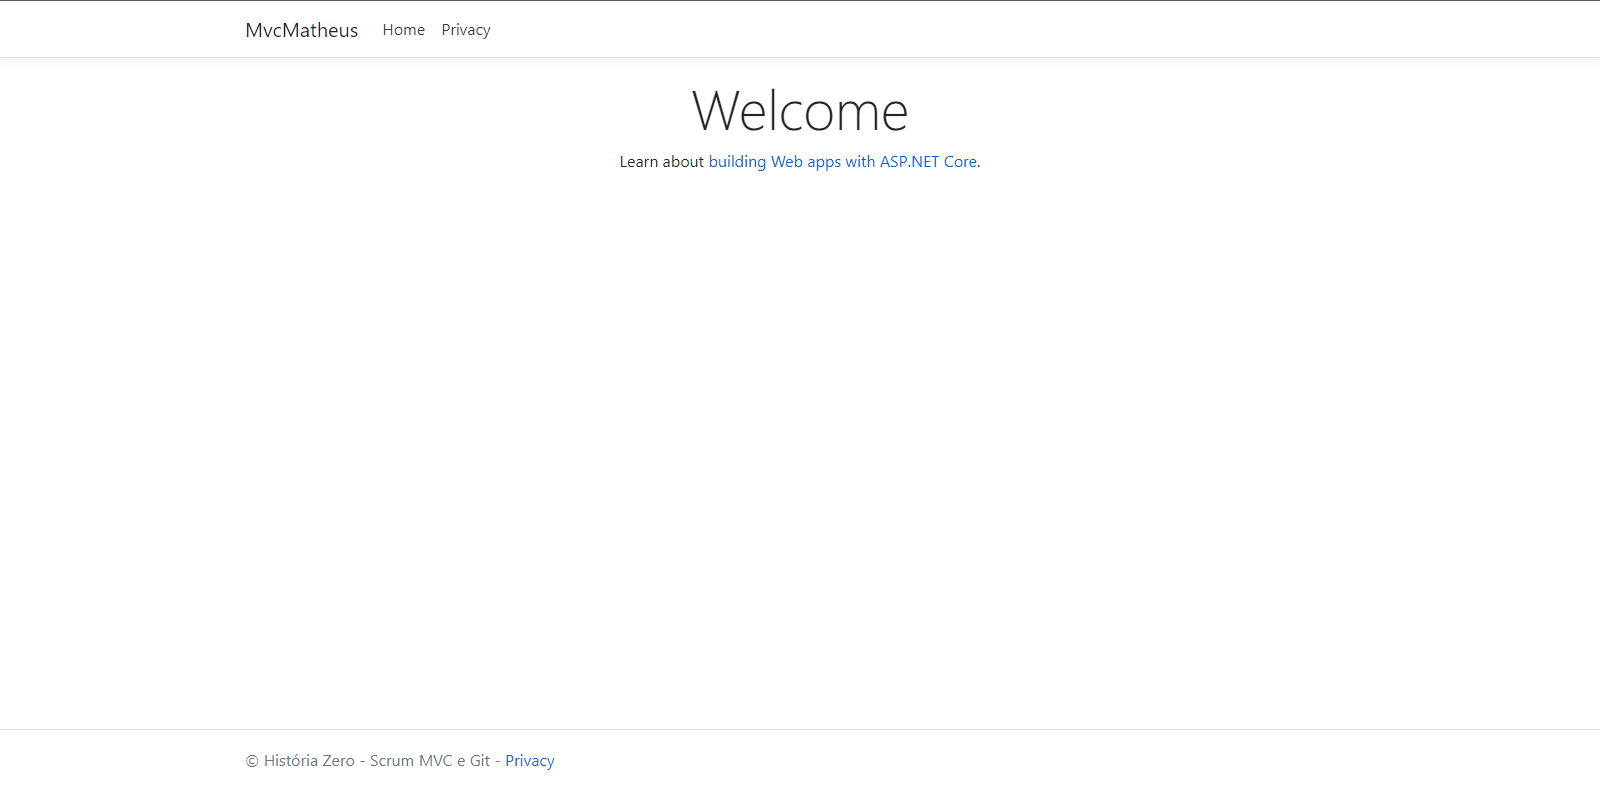 MvcMatheus Home Privacy
Welcome
Learn about building Web apps with ASP.NET Core.
© História Zero - Scrum MVC e Git - Privacy